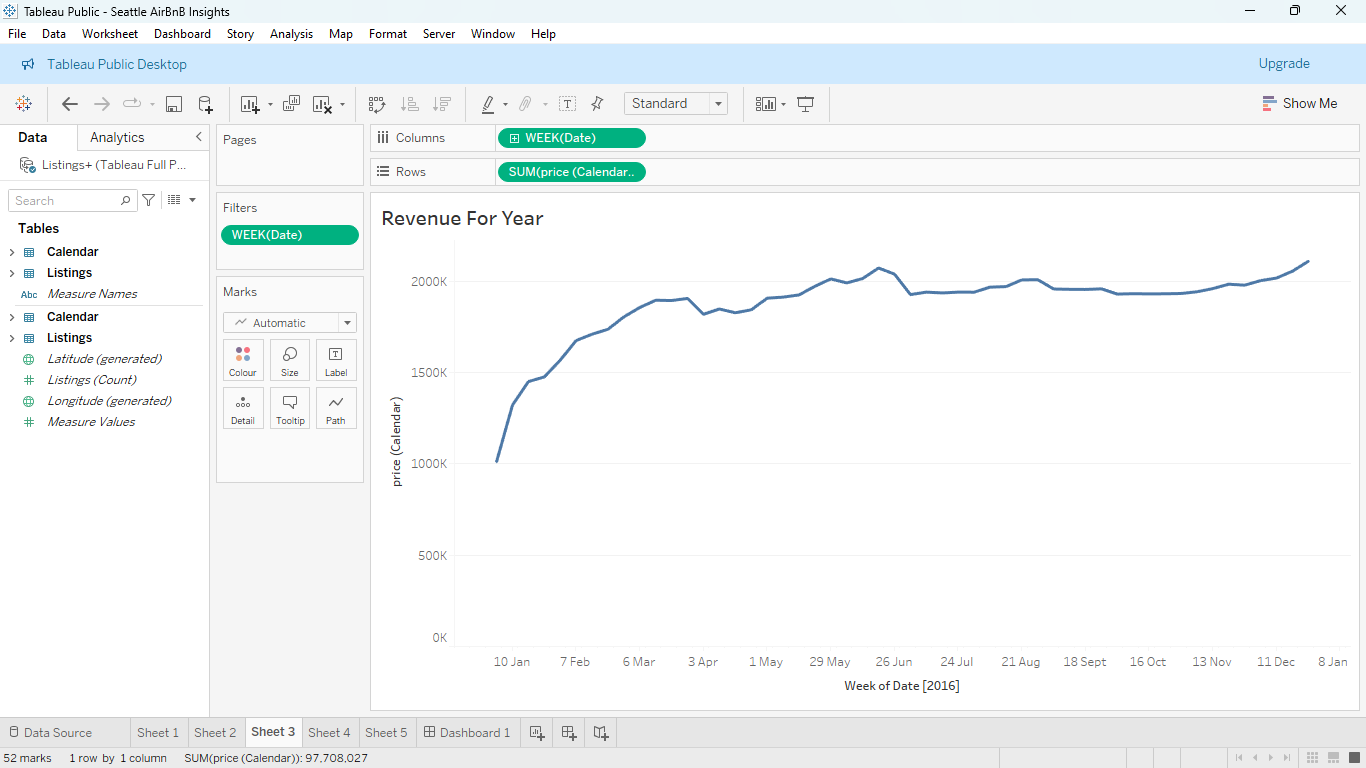 Tableau Public - Seattle AirBnB Insights
File Data Worksheet Dashboard Story Analysis Map Format Server Window Help
Tableau Public Desktop
Upgrade
Standard
Show Me
Data
Analytics
Pages
Columns
WEEK(Date)
Listings+ (Tableau Full P...
Rows
SUM(price (Calendar..
Search
Filters
WEEK(Date)
Tables
Calendar
Listings
Abc Measure Names
Calendar
Listings
Latitude (generated)
Listings (Count)
Longitude (generated)
Measure Values
Marks
Automatic
Colour
Size
Label
Detail
Tooltip
Path
Revenue For Year
price (Calendar)
2000K
1500K
1000K
500K
0K
10 Jan 7 Feb 6 Mar 3 Apr 1 May 29 May 26 Jun 24 Jul 21 Aug 18 Sept 16 Oct 13 Nov 11 Dec 8 Jan
Week of Date [2016]
Data Source
Sheet 1
Sheet 2
Sheet 3
Sheet 4
Sheet 5
Dashboard 1
52 marks 1 row by 1 column SUM(price (Calendar)): 97,708,027